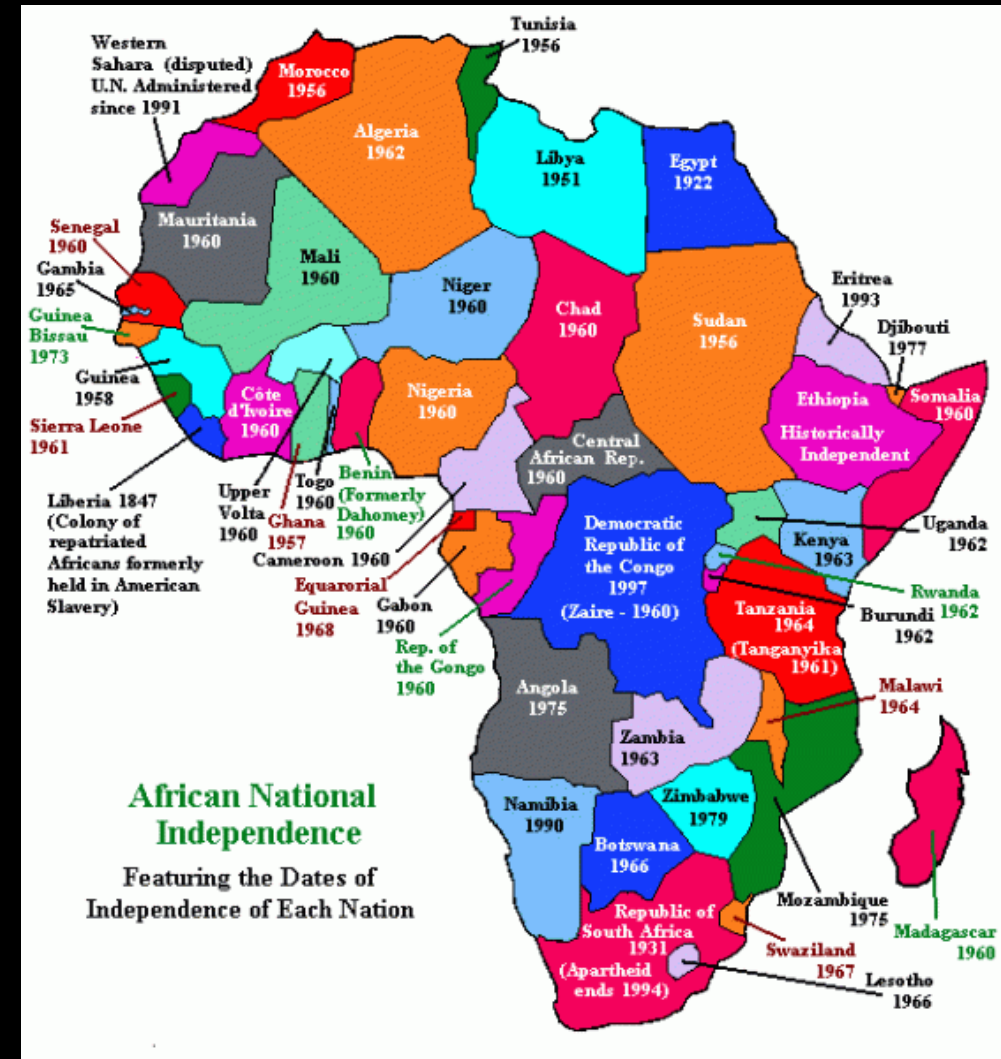 Tunisia
1956
Western
Sahara (disputed)
U.N. Administered
since 1991
Morocco
1956
Algeria
1962
Libya
1951
Egypt
1922
Mauritania
1960
Senegal
1960
Gambia
1965
Guinea
Bissau
1973
Guinea
1958
Sierra Leone
1961
Mali
1960
Niger
1960
Chad
1960
Sudan
1956
Eritrea
1993
Djibouti
1977
Somalia
1960
Ethiopia
Historically
Independent
Côte
d'Ivoire
1960
Nigeria
1960
Central
African Rep.
1960
Liberia 1847
(Colony of
repatriated
Africans formerly
held in American
Slavery)
Upper
Volta
1960
Ghana
1957
Togo
1960
Benin
(Formerly
Dahomey)
1960
Cameroon 1960
Equarorial
Guinea
1968
Gabon
1960
Rep. of
the Gongo
1960
Democratic
Republic of
the Congo
1997
(Zaire - 1960)
Uganda
1962
Kenya
1963
Rwanda
1962
Burundi
1962
Tanzania
1964
(Tanganyika
1961)
Malawi
1964
Angola
1975
Zambia
1963
Namibia
1990
Zimbabwe
1979
Botswana
1966
Mozambique
1975
Madagascar
1960
Republic of
South Africa
1931
(Apartheid
ends 1994)
Swaziland
1967
Lesotho
1966
African National
Independence
Featuring the Dates of
Independence of Each Nation